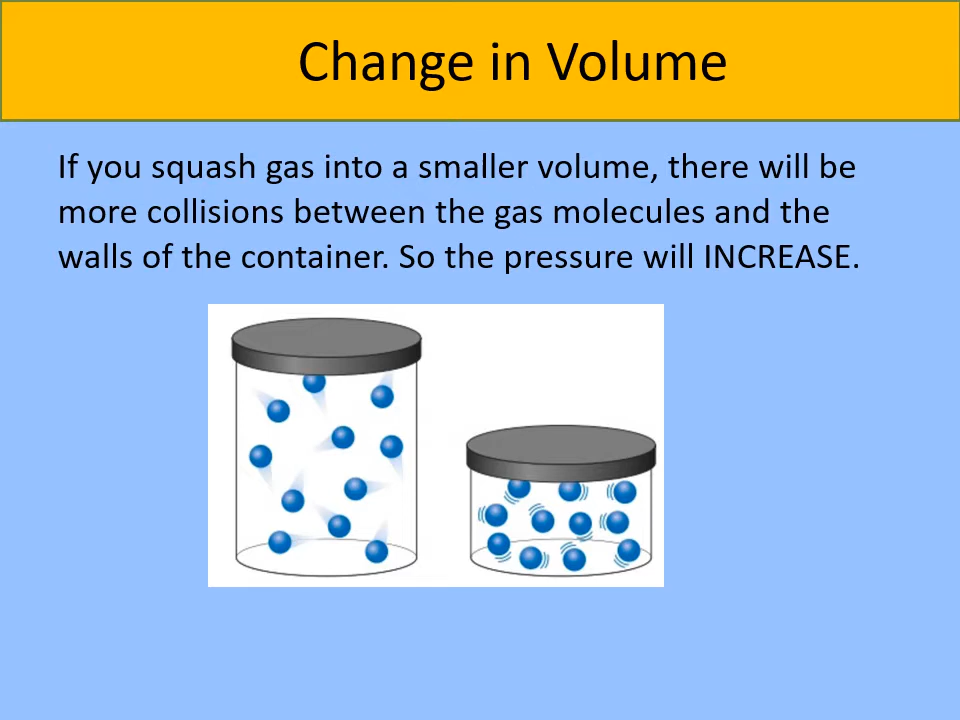 Change in Volume
If you squash gas into a smaller volume, there will be
more collisions between the gas molecules and the
walls of the container. So the pressure will INCREASE.